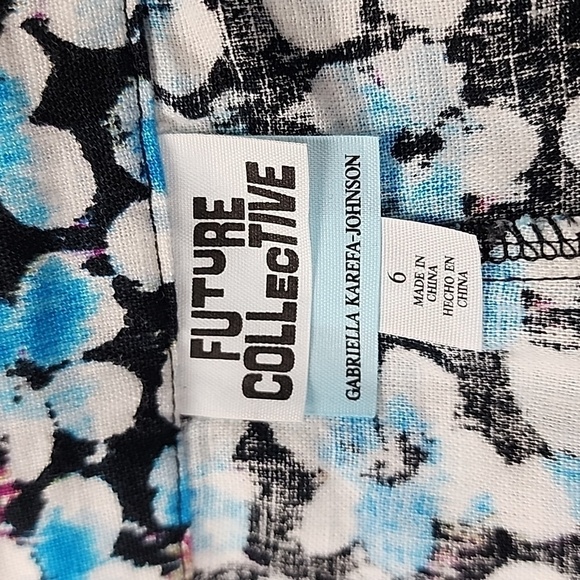 FUTURE
COLLECTIVE
GABRIELLA KAREFA-JOHNSON
6
MADE IN
CHINA
HECHO EN
CHINA